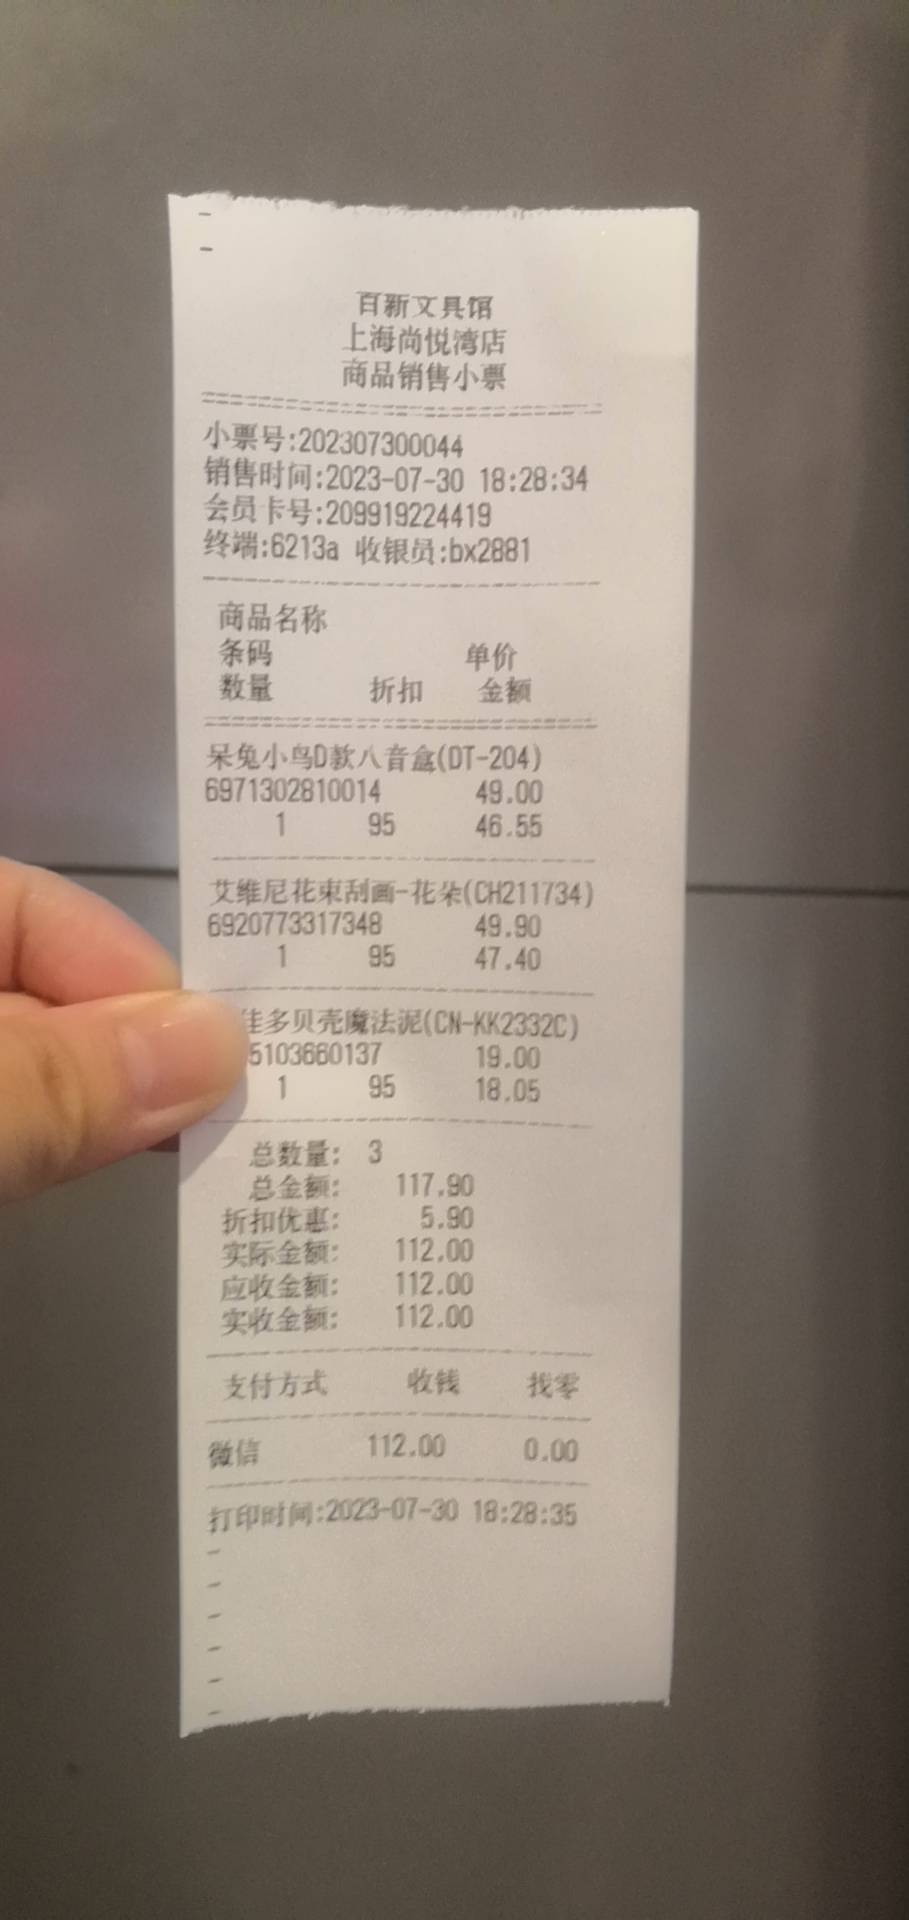 百新文具馆
上海尚悦湾店
商品销售小票
小票号:202307300044
销售时间:2023-07-30 18:28:34
会员卡号:209919224419
终端:6213a 收银员:bx2881
商品名称
条码 单价
数量 折扣 金额
呆兔小鸟D款八音盒(DT-204)
6971302810014 49.00
1 95 46.55
艾维尼花束刮画-花朵(CH211734)
6920773317348 49.90
1 95 47.40
佳多贝壳魔法泥(CN-KK2332C)
5103660137 19.00
1 95 18.05
总数量: 3
总金额: 117.90
折扣优惠: 5.90
实际金额: 112.00
应收金额: 112.00
实收金额: 112.00
支付方式 收钱 找零
微信 112.00 0.00
打印时间:2023-07-30 18:28:35